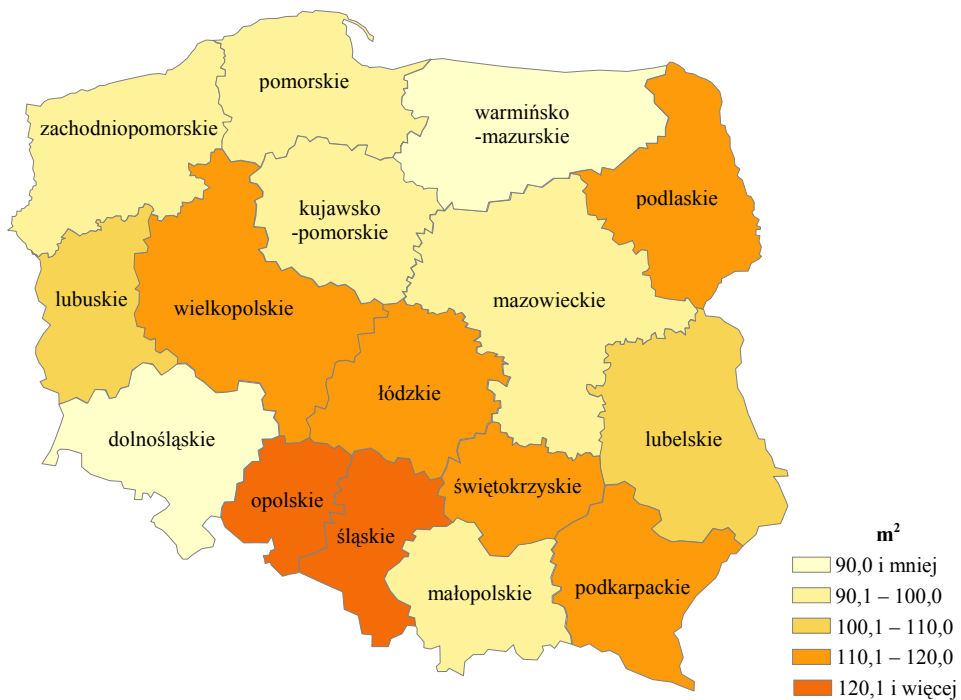 pomorskie
zachodniopomorskie
warmińsko
-mazurskie
podlaskie
kujawsko
-pomorskie
lubuskie
wielkopolskie
mazowieckie
łódzkie
dolnośląskie
lubelskie
opolskie
śląskie
świętokrzyskie
małopolskie
podkarpackie
m²
90,0 i mniej
90,1 – 100,0
100,1 – 110,0
110,1 – 120,0
120,1 i więcej